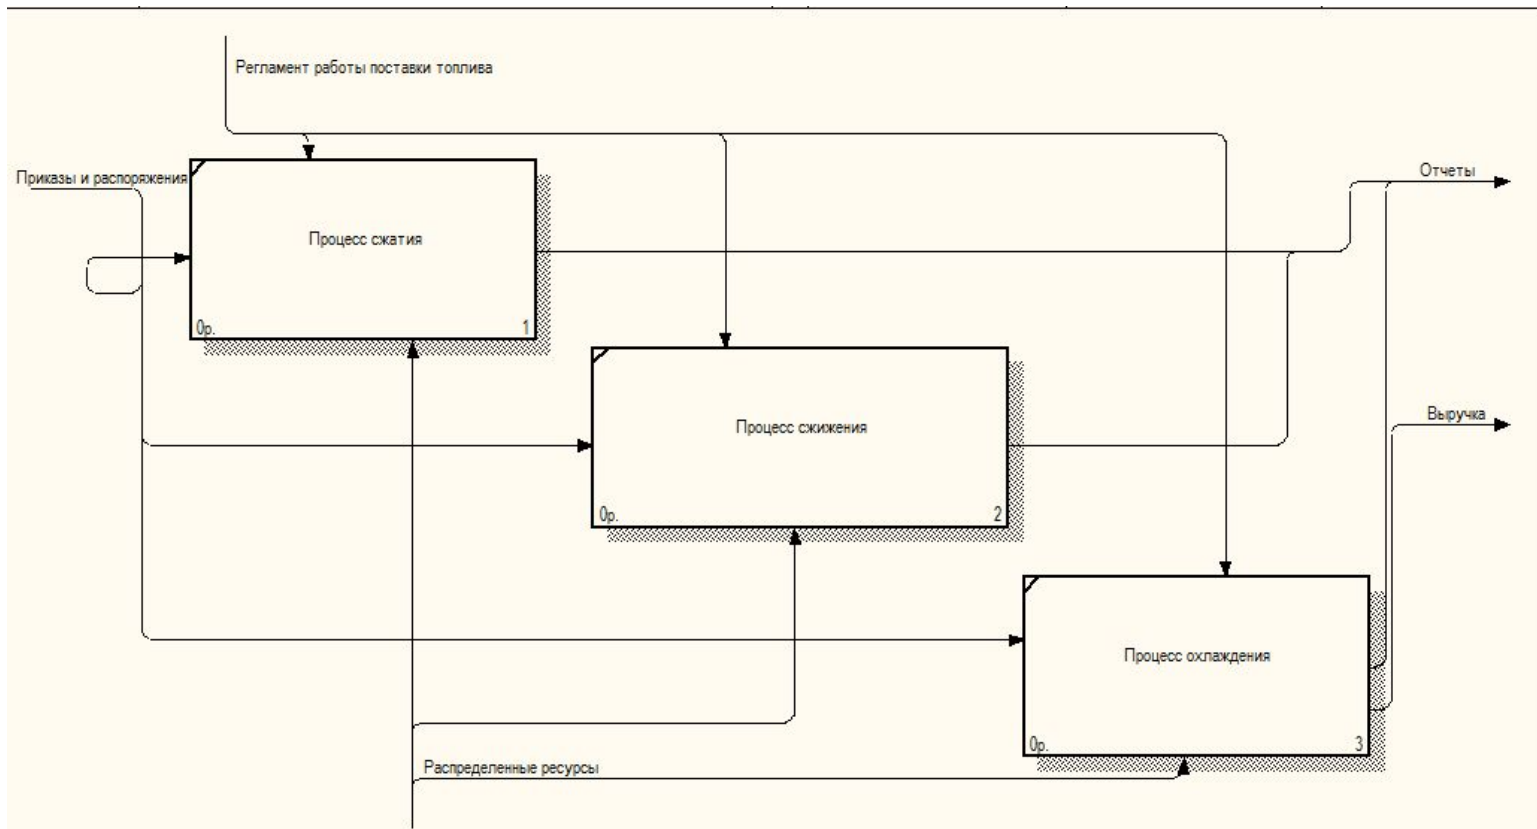 Регламент работы поставки топлива
Приказы и распоряжения
Отчеты
Процесс сжатия
0р.
1
Выручка
Процесс сжижения
0р.
2
Процесс охлаждения
0р.
3
Распределенные ресурсы